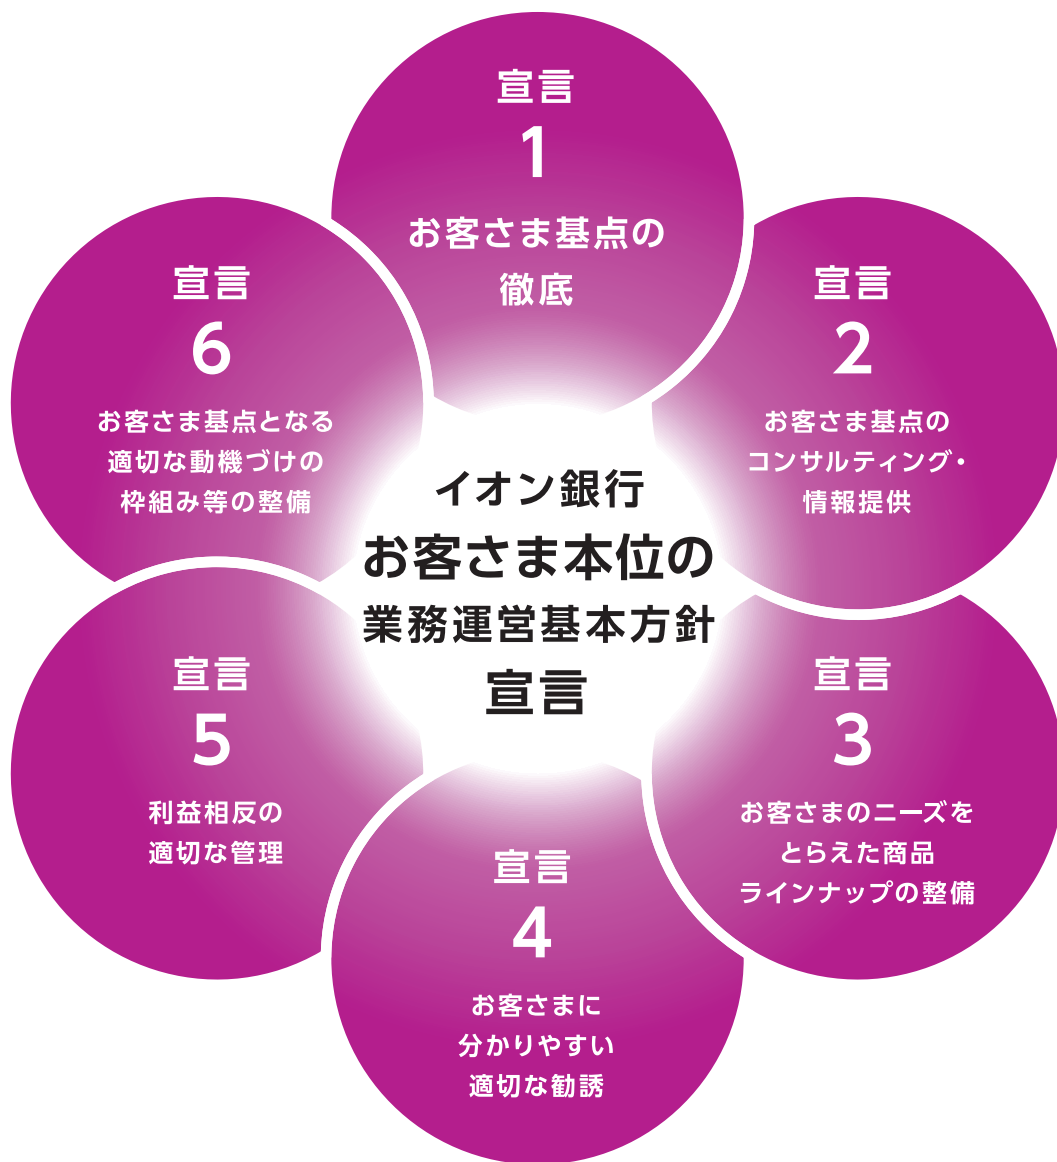 イオン銀行
お客さま本位の
業務運営基本方針
宣言
宣言
1
お客さま基点の
徹底
宣言
2
お客さま基点の
コンサルティング・
情報提供
宣言
3
お客さまのニーズを
とらえた商品
ラインナップの整備
宣言
4
お客さまに
分かりやすい
適切な勧誘
宣言
5
利益相反の
適切な管理
宣言
6
お客さま基点となる
適切な動機づけの
枠組み等の整備